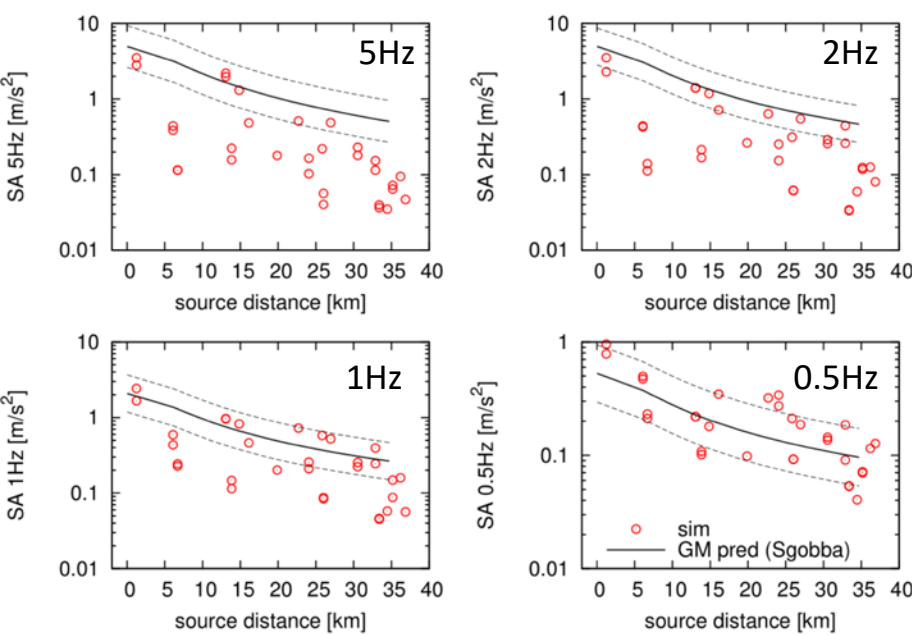 5Hz
SA 5Hz [m/s²]
10
1
0.1
0.01
0 5 10 15 20 25 30 35 40
source distance [km]
2Hz
SA 2Hz [m/s²]
10
1
0.1
0.01
0 5 10 15 20 25 30 35 40
source distance [km]
1Hz
SA 1Hz [m/s²]
10
1
0.1
0.01
0 5 10 15 20 25 30 35 40
source distance [km]
0.5Hz
SA 0.5Hz [m/s²]
1
0.1
0.01
sim
GM pred (Sgobba)
0 5 10 15 20 25 30 35 40
source distance [km]